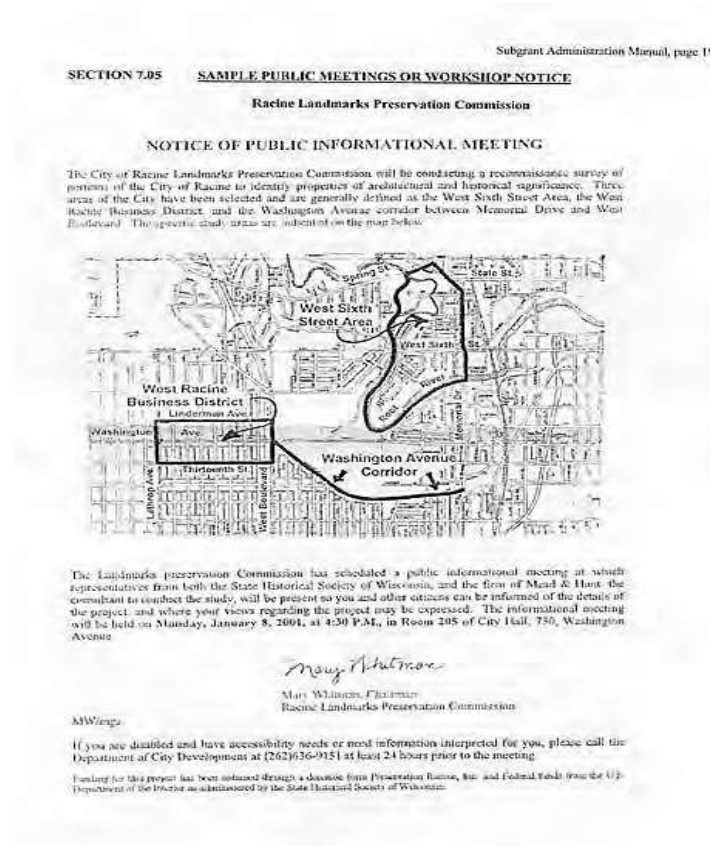 Subgrant Administration Manual, page 1
SECTION 7.05 SAMPLE PUBLIC MEETINGS OR WORKSHOP NOTICE
Racine Landmarks Preservation Commission
NOTICE OF PUBLIC INFORMATIONAL MEETING
The City of Racine Landmarks Preservation Commission will be conducting a reconnaissance survey of
portions of the City of Racine to identify properties of architectural and historical significance. Three
areas of the City have been selected and are generally defined as the West Sixth Street Area, the West
Racine Business District, and the Washington Avenue corridor between Memorial Drive and West
Boulevard. The specific study areas are indicated on the map below.
Spring St.
State St.
West Sixth
Street Area
West Sixth St.
Root River
West Racine
Business District
Linderman Ave.
Memorial Dr.
Washington Ave.
Washington Avenue
Corridor
Thirteenth St.
Lathrop Ave.
West Boulevard
The Landmarks preservation Commission has scheduled a public informational meeting at which
representatives from both the State Historical Society of Wisconsin, and the firm of Mead & Hunt, the
consultant to conduct the study, will be present so you and other citizens can be informed of the details of
the project, and where your views regarding the project may be expressed. The informational meeting
will be held on Monday, January 8, 2001, at 4:30 P.M., in Room 205 of City Hall, 730, Washington
Avenue
Mary Whitman
Mary Whitman, Chairman
Racine Landmarks Preservation Commission
If you are disabled and have accessibility needs or need information interpreted for you, please call the
Department of City Development at (262)636-9151 at least 24 hours prior to the meeting.
Funding for this project has been obtained through a donation form Preservation Racine, Inc. and Federal funds from the U.S.
Department of the Interior as administered by the State Historical Society of Wisconsin.